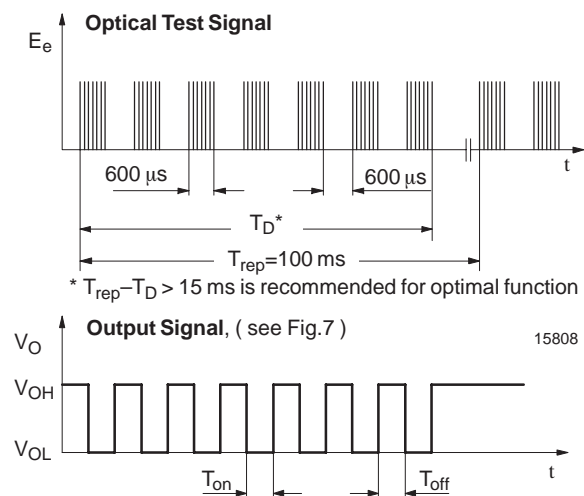 Optical Test Signal
Ee
t
600 µs
600 µs
TD*
Trep=100 ms
* Trep–TD > 15 ms is recommended for optimal function
Output Signal, ( see Fig.7 )
15808
VO
VOH
VOL
t
Ton
Toff